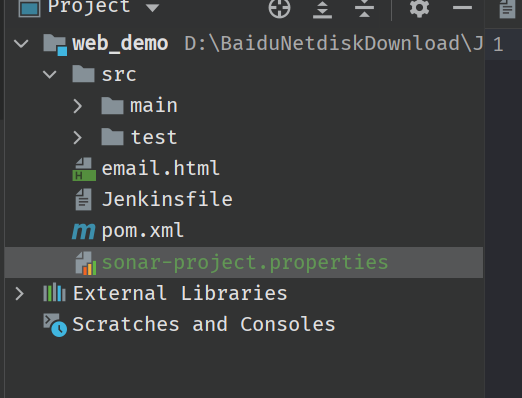 Project
web_demo D:\BaiduNetdiskDownload\J
1
src
main
test
email.html
Jenkinsfile
pom.xml
sonar-project.properties
External Libraries
Scratches and Consoles